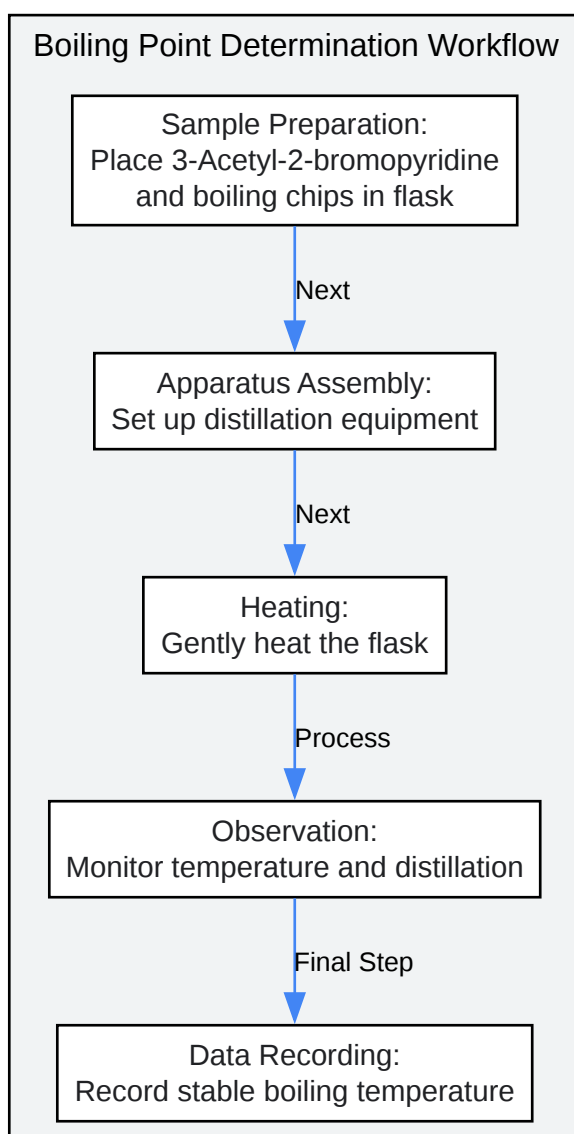 Boiling Point Determination Workflow
Sample Preparation:
Place 3-Acetyl-2-bromopyridine
and boiling chips in flask
Next
Apparatus Assembly:
Set up distillation equipment
Next
Heating:
Gently heat the flask
Process
Observation:
Monitor temperature and distillation
Final Step
Data Recording:
Record stable boiling temperature